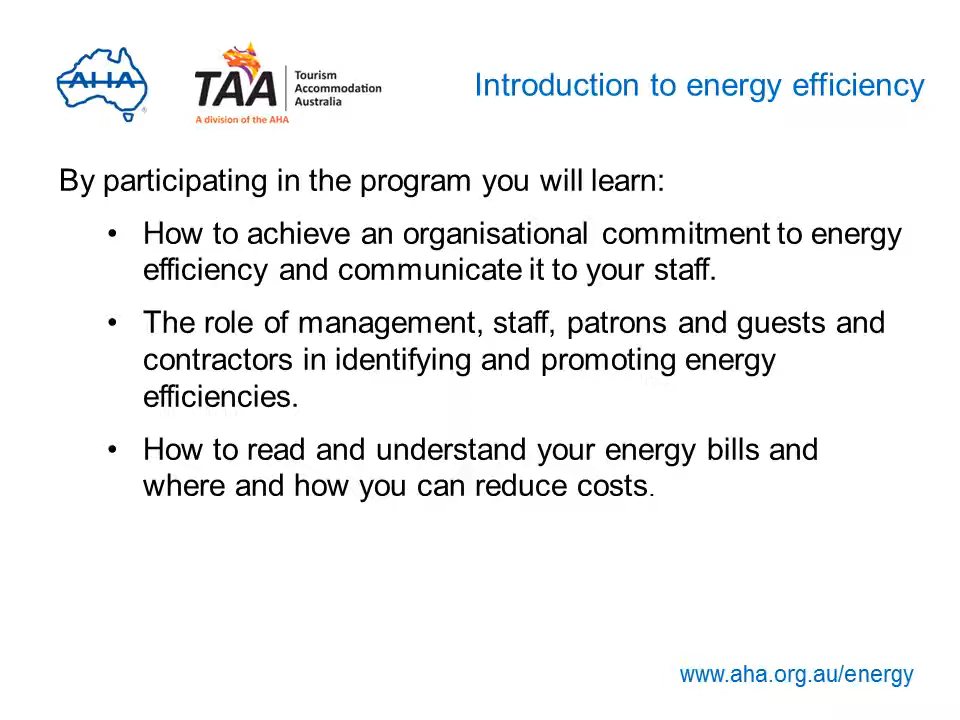 AHA
®
TAA
Tourism
Accommodation
Australia
A division of the AHA
Introduction to energy efficiency
By participating in the program you will learn:
• How to achieve an organisational commitment to energy
efficiency and communicate it to your staff.
• The role of management, staff, patrons and guests and
contractors in identifying and promoting energy
efficiencies.
• How to read and understand your energy bills and
where and how you can reduce costs.
www.aha.org.au/energy